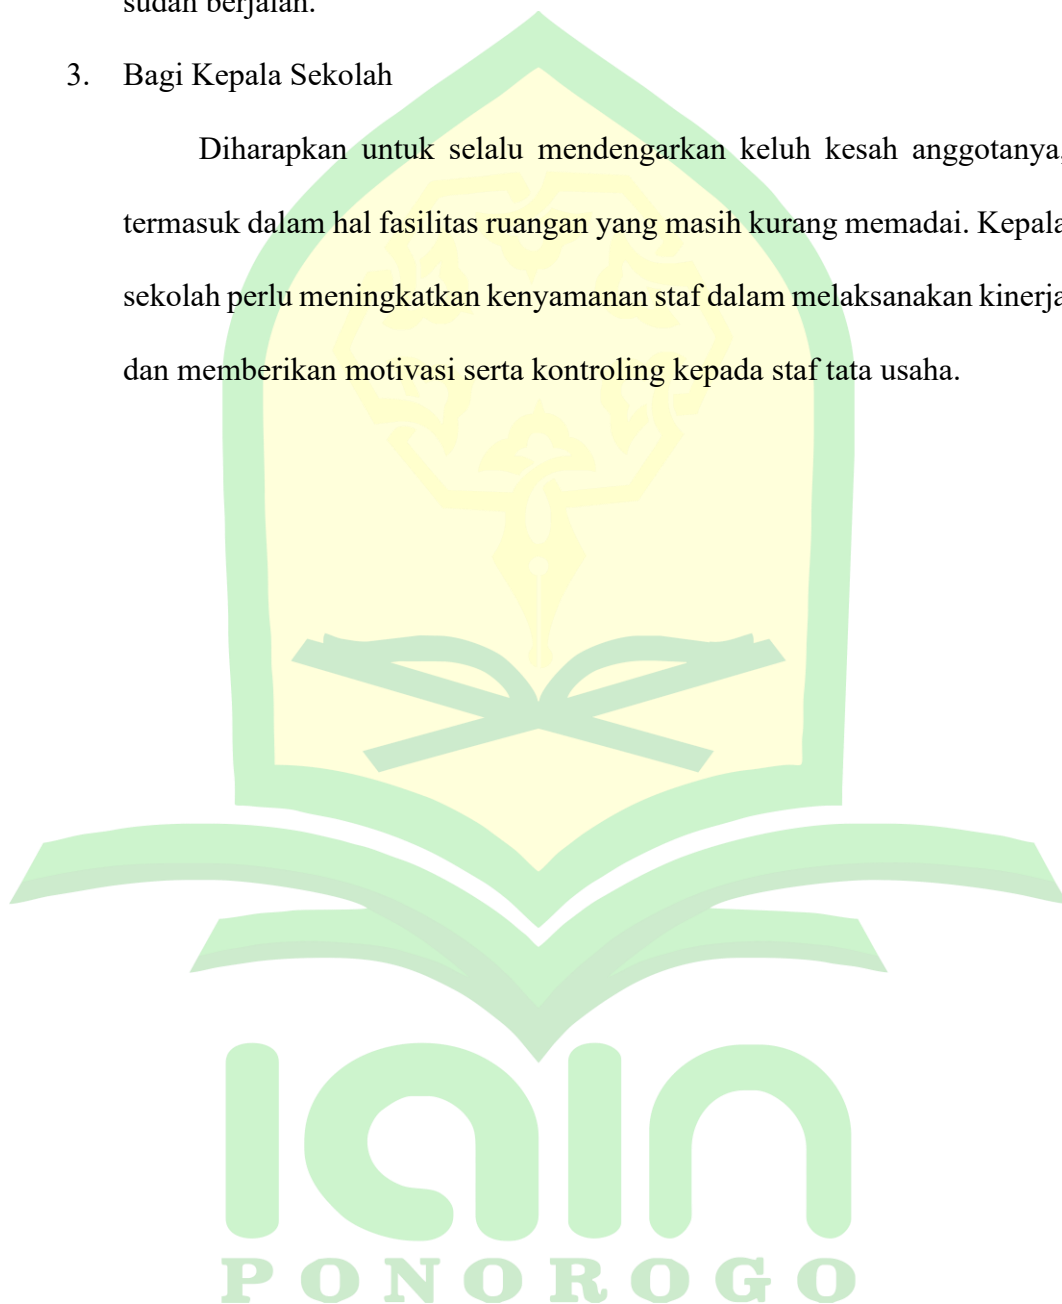 sudah berjalan.
3. Bagi Kepala Sekolah
Diharapkan untuk selalu mendengarkan keluh kesah anggotanya,
termasuk dalam hal fasilitas ruangan yang masih kurang memadai. Kepala
sekolah perlu meningkatkan kenyamanan staf dalam melaksanakan kinerja
dan memberikan motivasi serta kontroling kepada staf tata usaha.
IAIN
PONOROGO